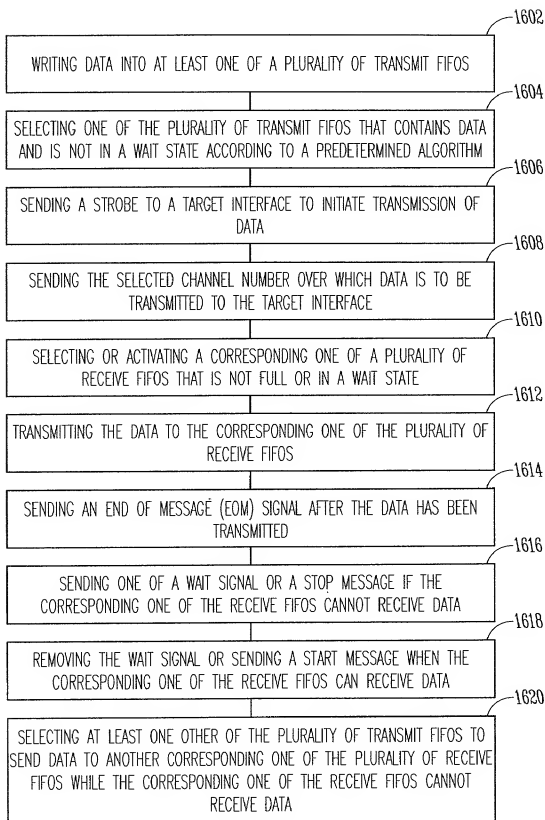 1602
WRITING DATA INTO AT LEAST ONE OF A PLURALITY OF TRANSMIT FIFOS
1604
SELECTING ONE OF THE PLURALITY OF TRANSMIT FIFOS THAT CONTAINS DATA
AND IS NOT IN A WAIT STATE ACCORDING TO A PREDETERMINED ALGORITHM
1606
SENDING A STROBE TO A TARGET INTERFACE TO INITIATE TRANSMISSION OF
DATA
1608
SENDING THE SELECTED CHANNEL NUMBER OVER WHICH DATA IS TO BE
TRANSMITTED TO THE TARGET INTERFACE
1610
SELECTING OR ACTIVATING A CORRESPONDING ONE OF A PLURALITY OF
RECEIVE FIFOS THAT IS NOT FULL OR IN A WAIT STATE
1612
TRANSMITTING THE DATA TO THE CORRESPONDING ONE OF THE PLURALITY OF
RECEIVE FIFOS
1614
SENDING AN END OF MESSAGE (EOM) SIGNAL AFTER THE DATA HAS BEEN
TRANSMITTED
1616
SENDING ONE OF A WAIT SIGNAL OR A STOP MESSAGE IF THE
CORRESPONDING ONE OF THE RECEIVE FIFOS CANNOT RECEIVE DATA
1618
REMOVING THE WAIT SIGNAL OR SENDING A START MESSAGE WHEN THE
CORRESPONDING ONE OF THE RECEIVE FIFOS CAN RECEIVE DATA
1620
SELECTING AT LEAST ONE OTHER OF THE PLURALITY OF TRANSMIT FIFOS TO
SEND DATA TO ANOTHER CORRESPONDING ONE OF THE PLURALITY OF RECEIVE
FIFOS WHILE THE CORRESPONDING ONE OF THE RECEIVE FIFOS CANNOT
RECEIVE DATA